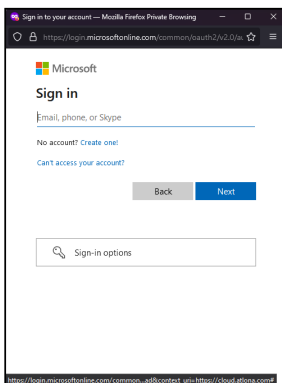 Sign in to your account — Mozilla Firefox Private Browsing
https://login.microsoftonline.com/common/oauth2/v2.0/au
Microsoft
Sign in
Email, phone, or Skype
No account? Create one!
Can't access your account?
Back Next
Sign-in options
https://login.microsoftonline.com/common...ad&context_uri=https://cloud.atlona.com#